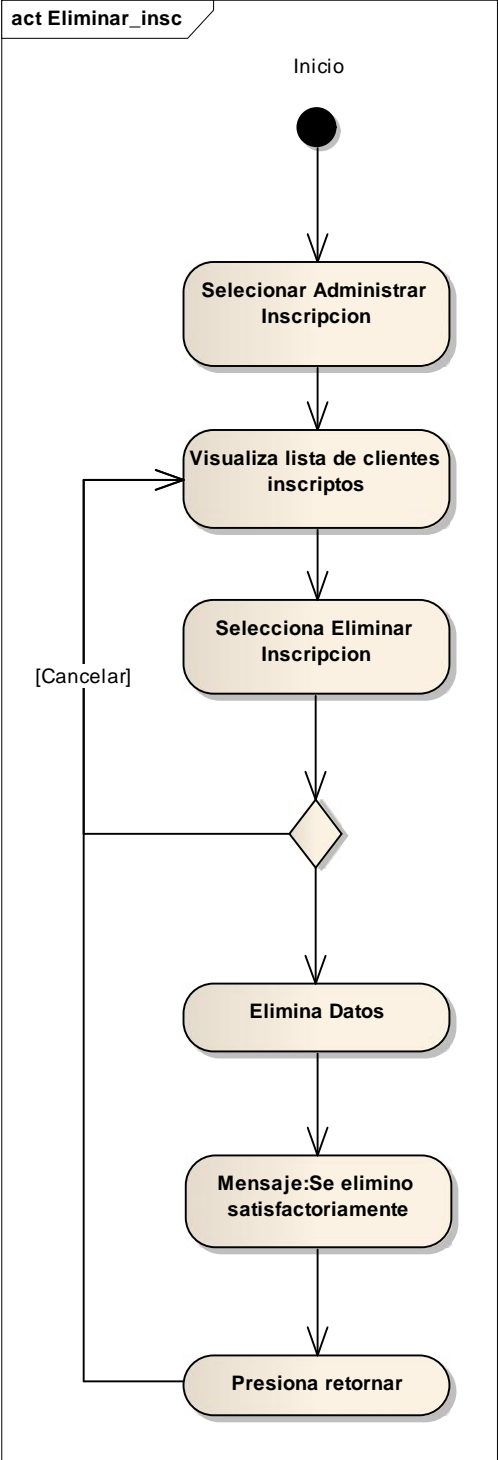 act Eliminar_insc
Inicio
Selecionar Administrar
Inscripcion
Visualiza lista de clientes
inscriptos
Selecciona Eliminar
Inscripcion
[Cancelar]
Elimina Datos
Mensaje:Se elimino
satisfactoriamente
Presiona retornar